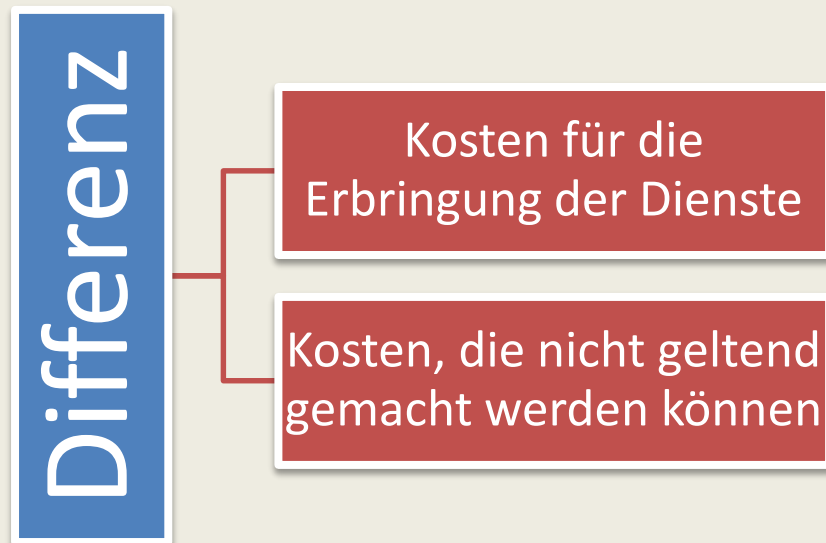 Differenz
Kosten für die
Erbringung der Dienste
Kosten, die nicht geltend
gemacht werden können